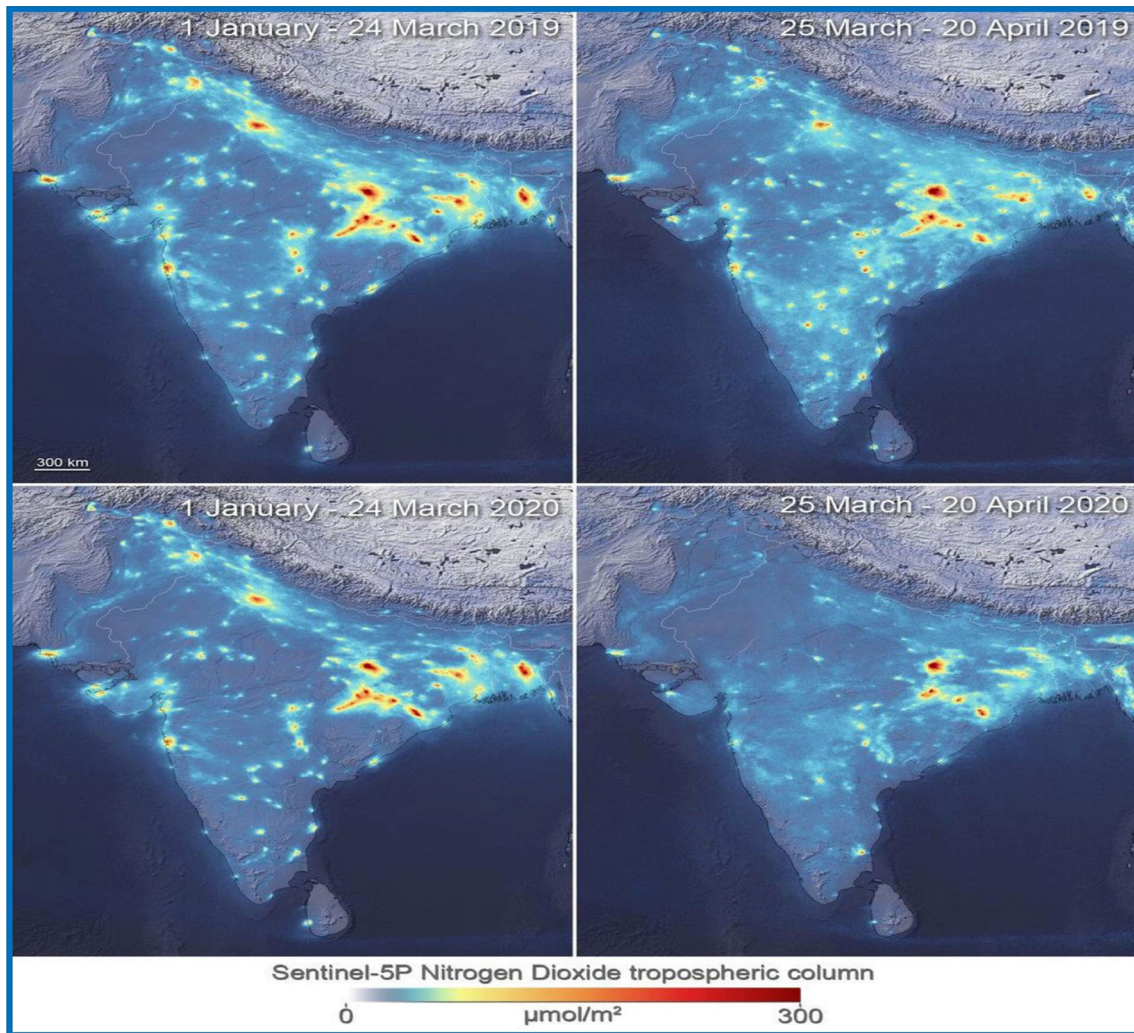 1 January - 24 March 2019
25 March - 20 April 2019
300 km
1 January - 24 March 2020
25 March - 20 April 2020
Sentinel-5P Nitrogen Dioxide tropospheric column
0 µmol/m² 300